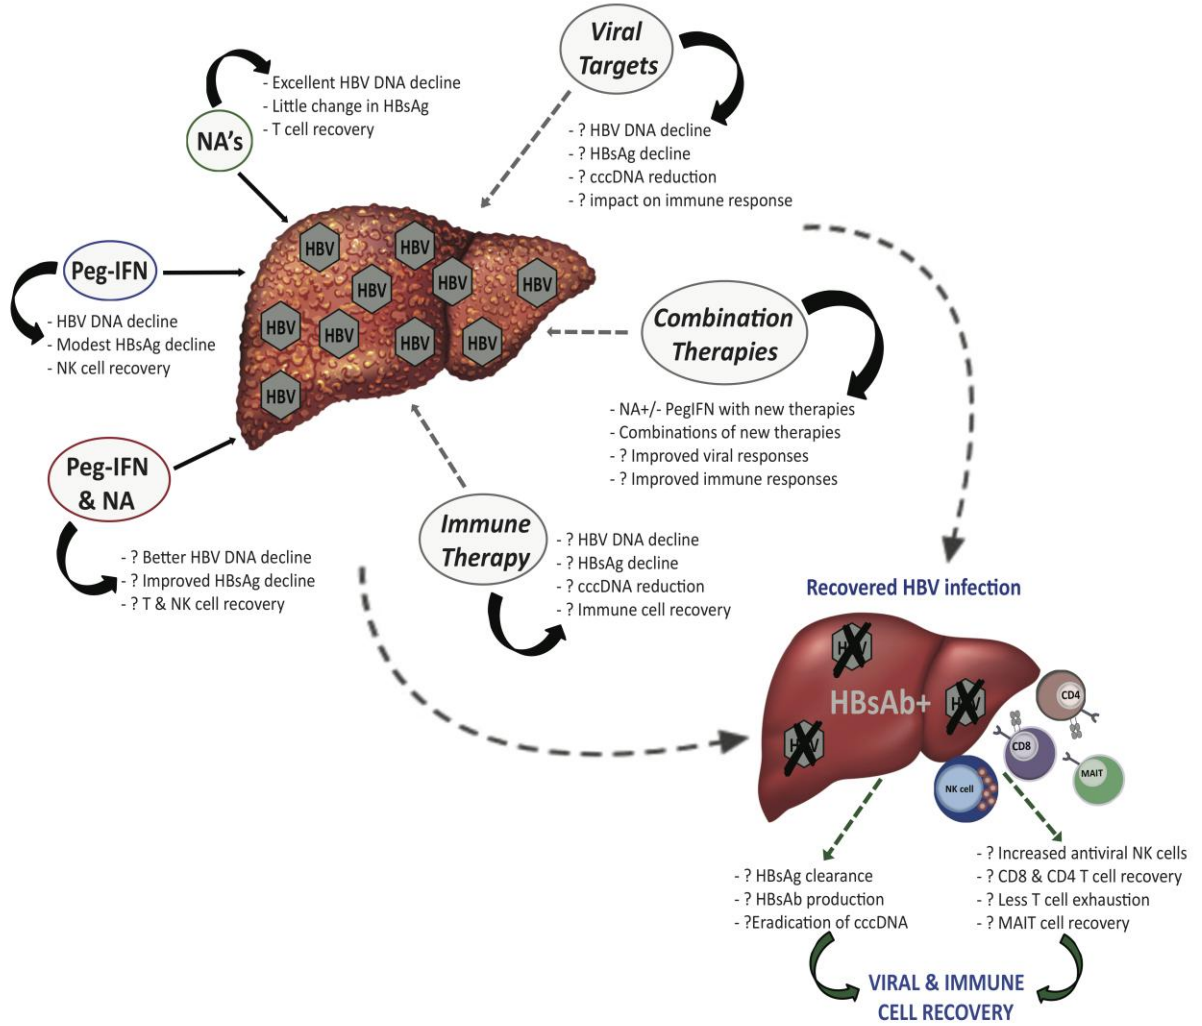 Viral
Targets
- ? HBV DNA decline
- ? HBsAg decline
- ? cccDNA reduction
- ? impact on immune response
NA's
- Excellent HBV DNA decline
- Little change in HBsAg
- T cell recovery
Peg-IFN
- HBV DNA decline
- Modest HBsAg decline
- NK cell recovery
HBV
HBV
HBV
HBV
HBV
HBV
HBV
HBV
HBV
HBV
Combination
Therapies
- NA+/- PegIFN with new therapies
- Combinations of new therapies
- ? Improved viral responses
- ? Improved immune responses
Peg-IFN
& NA
- ? Better HBV DNA decline
- ? Improved HBsAg decline
- ? T & NK cell recovery
Immune
Therapy
- ? HBV DNA decline
- ? HBsAg decline
- ? cccDNA reduction
- ? Immune cell recovery
Recovered HBV infection
HBV
HBsAb+
HBV
HBV
CD4
CD8
MAIT
NK cell
- ? HBsAg clearance
- ? HBsAb production
- ?Eradication of cccDNA
- ? Increased antiviral NK cells
- ? CD8 & CD4 T cell recovery
- ? Less T cell exhaustion
- ? MAIT cell recovery
VIRAL & IMMUNE
CELL RECOVERY